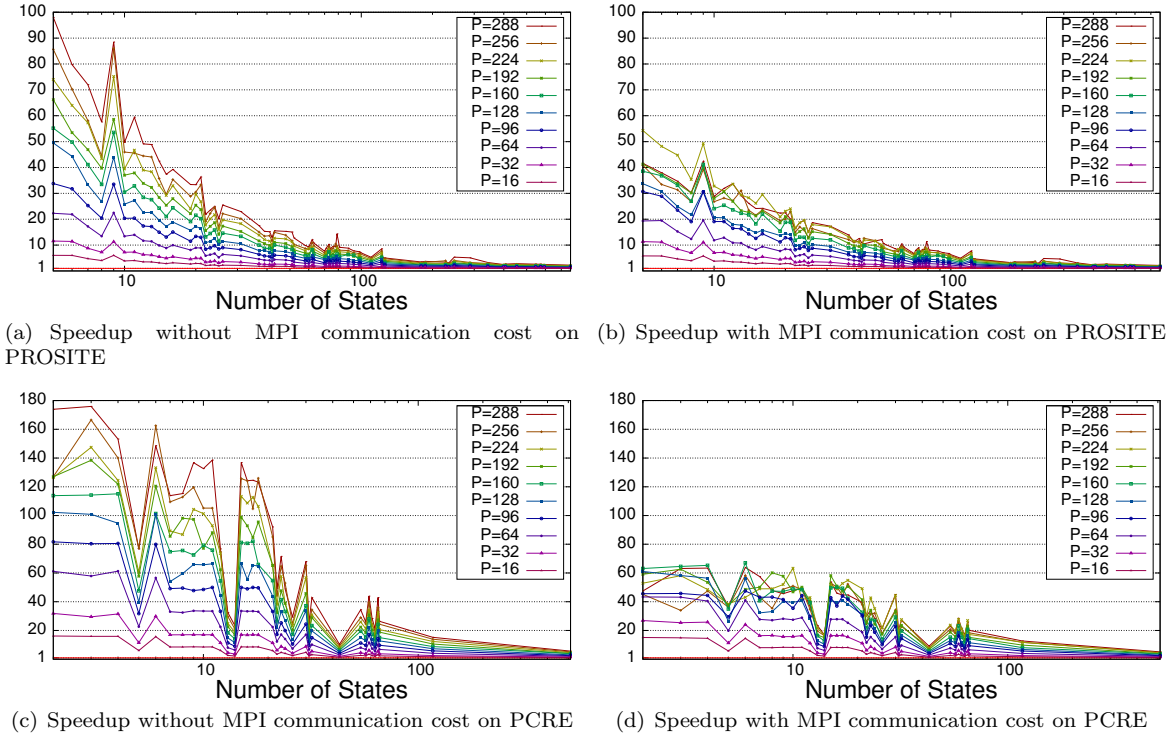 100
90
80
70
60
50
40
30
20
10
1
10
100
Number of States
P=288
P=256
P=224
P=192
P=160
P=128
P=96
P=64
P=32
P=16
(a) Speedup without MPI communication cost on
PROSITE
100
90
80
70
60
50
40
30
20
10
1
10
100
Number of States
P=288
P=256
P=224
P=192
P=160
P=128
P=96
P=64
P=32
P=16
(b) Speedup with MPI communication cost on PROSITE
180
160
140
120
100
80
60
40
20
1
10
100
Number of States
P=288
P=256
P=224
P=192
P=160
P=128
P=96
P=64
P=32
P=16
(c) Speedup without MPI communication cost on PCRE
180
160
140
120
100
80
60
40
20
1
10
100
Number of States
P=288
P=256
P=224
P=192
P=160
P=128
P=96
P=64
P=32
P=16
(d) Speedup with MPI communication cost on PCRE